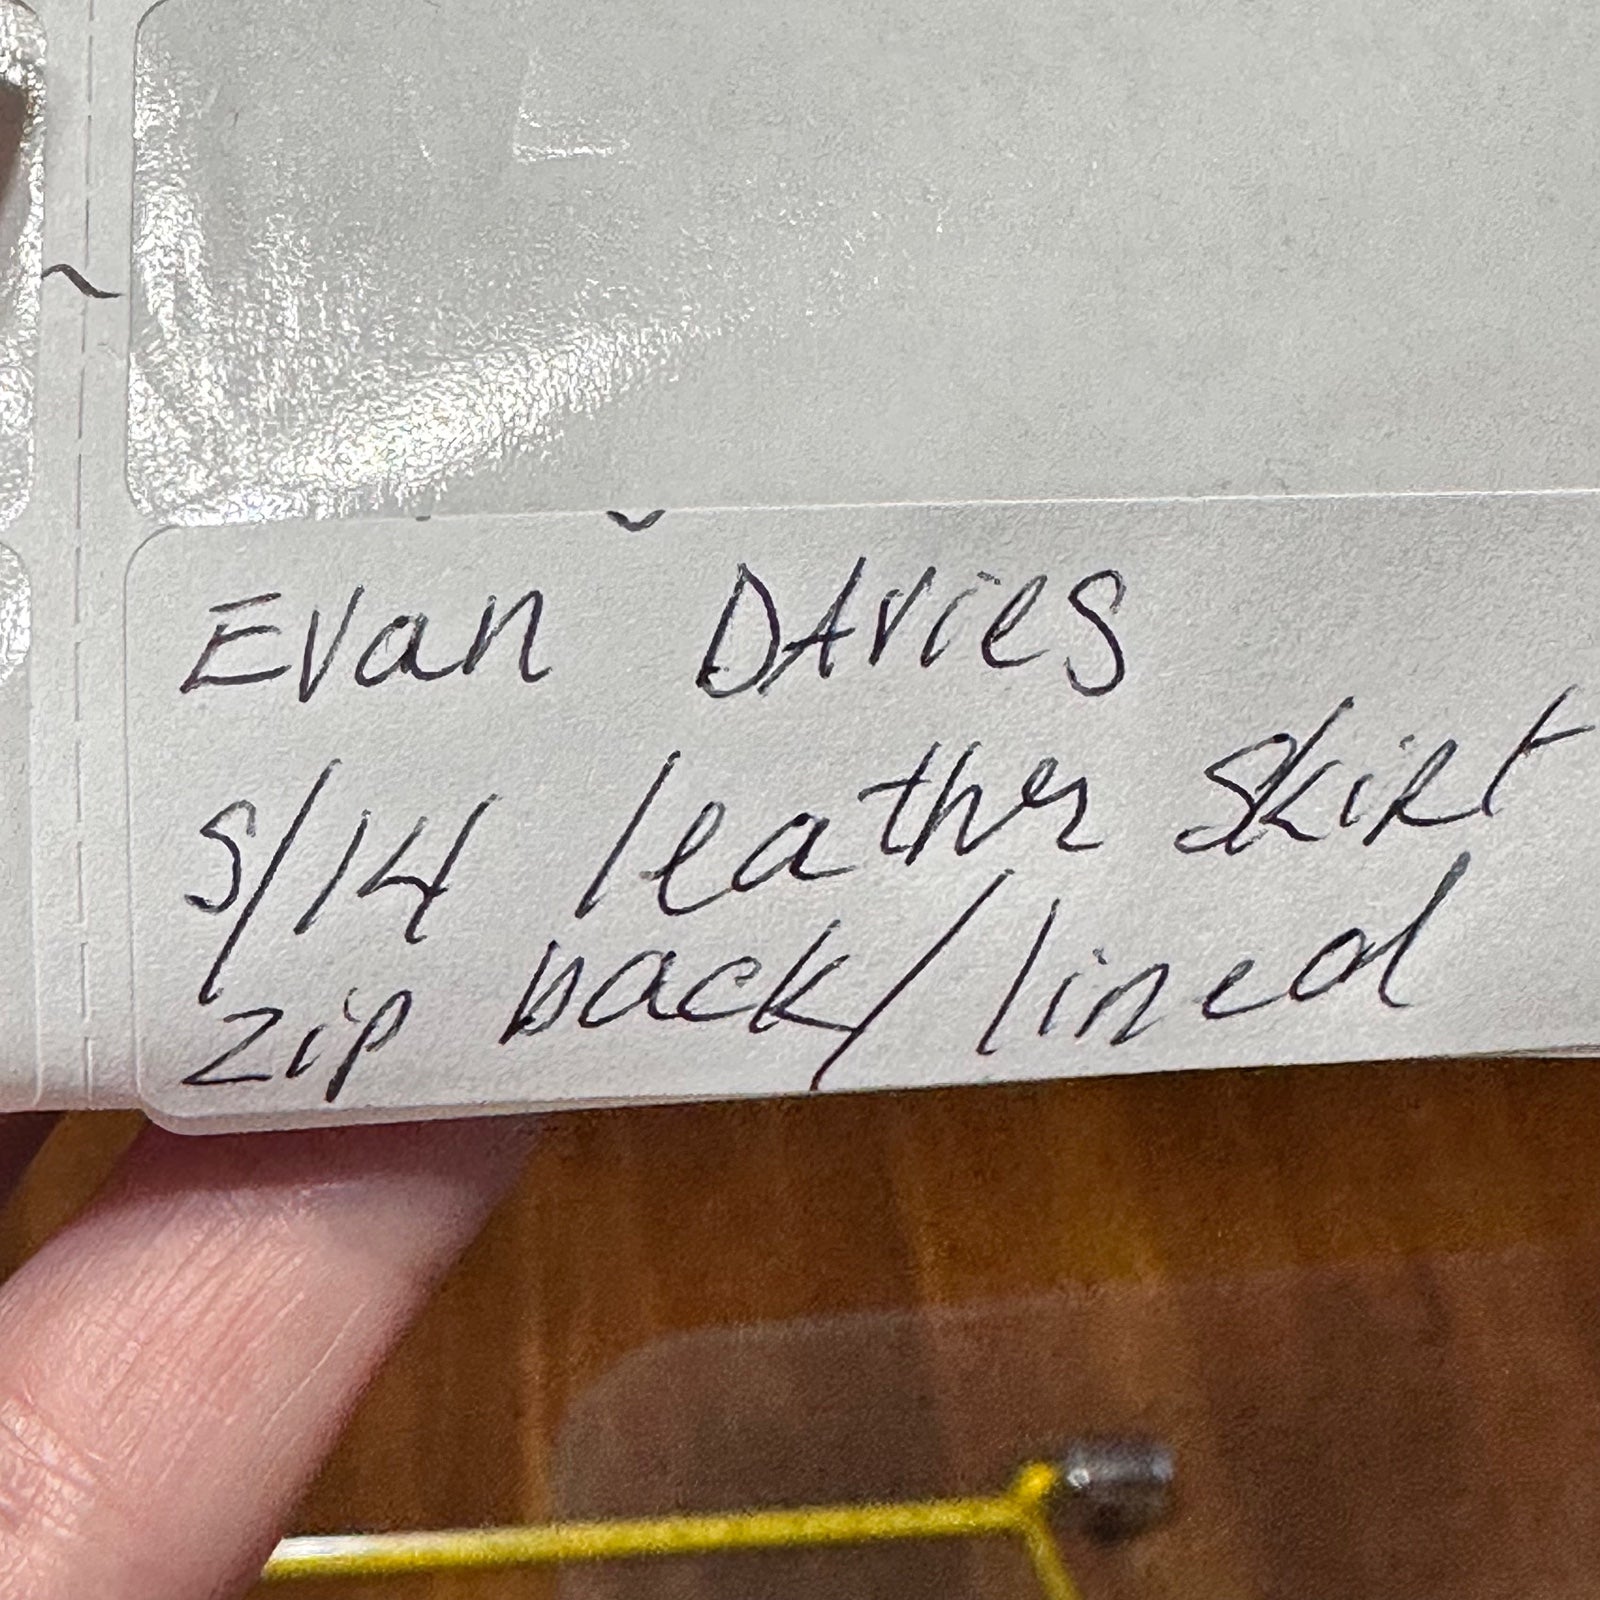 Evan DAvies
S/14 leather skirt
zip back/lined